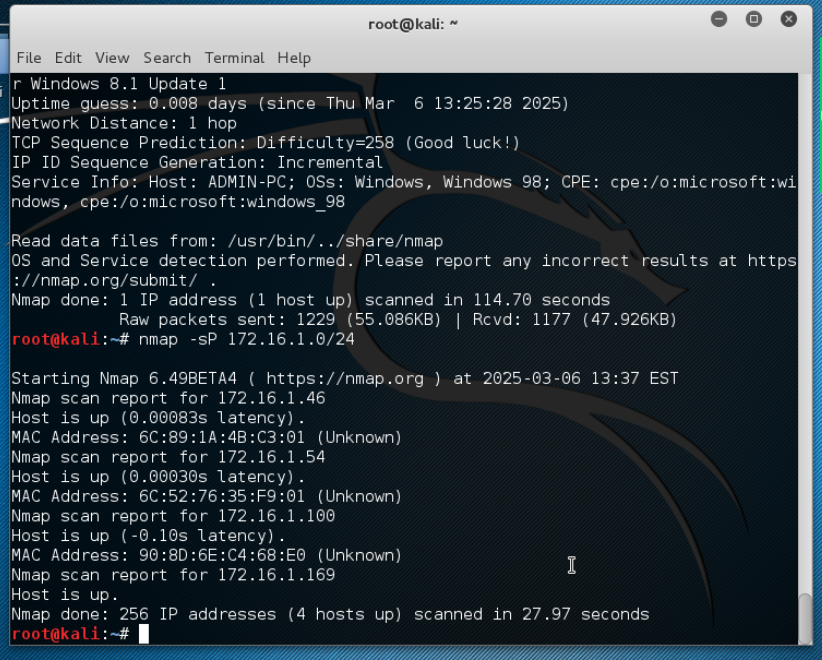 root@kali: ~
File Edit View Search Terminal Help
r Windows 8.1 Update 1
Uptime guess: 0.008 days (since Thu Mar  6 13:25:28 2025)
Network Distance: 1 hop
TCP Sequence Prediction: Difficulty=258 (Good luck!)
IP ID Sequence Generation: Incremental
Service Info: Host: ADMIN-PC; OSs: Windows, Windows 98; CPE: cpe:/o:microsoft:wi
ndows, cpe:/o:microsoft:windows_98
Read data files from: /usr/bin/../share/nmap
OS and Service detection performed. Please report any incorrect results at https
://nmap.org/submit/ .
Nmap done: 1 IP address (1 host up) scanned in 114.70 seconds
           Raw packets sent: 1229 (55.086KB) | Rcvd: 1177 (47.926KB)
root@kali:~# nmap -sP 172.16.1.0/24
Starting Nmap 6.49BETA4 ( https://nmap.org ) at 2025-03-06 13:37 EST
Nmap scan report for 172.16.1.46
Host is up (0.00083s latency).
MAC Address: 6C:89:1A:4B:C3:01 (Unknown)
Nmap scan report for 172.16.1.54
Host is up (0.00030s latency).
MAC Address: 6C:52:76:35:F9:01 (Unknown)
Nmap scan report for 172.16.1.100
Host is up (-0.10s latency).
MAC Address: 90:8D:6E:C4:68:E0 (Unknown)
Nmap scan report for 172.16.1.169
Host is up.
Nmap done: 256 IP addresses (4 hosts up) scanned in 27.97 seconds
root@kali:~#